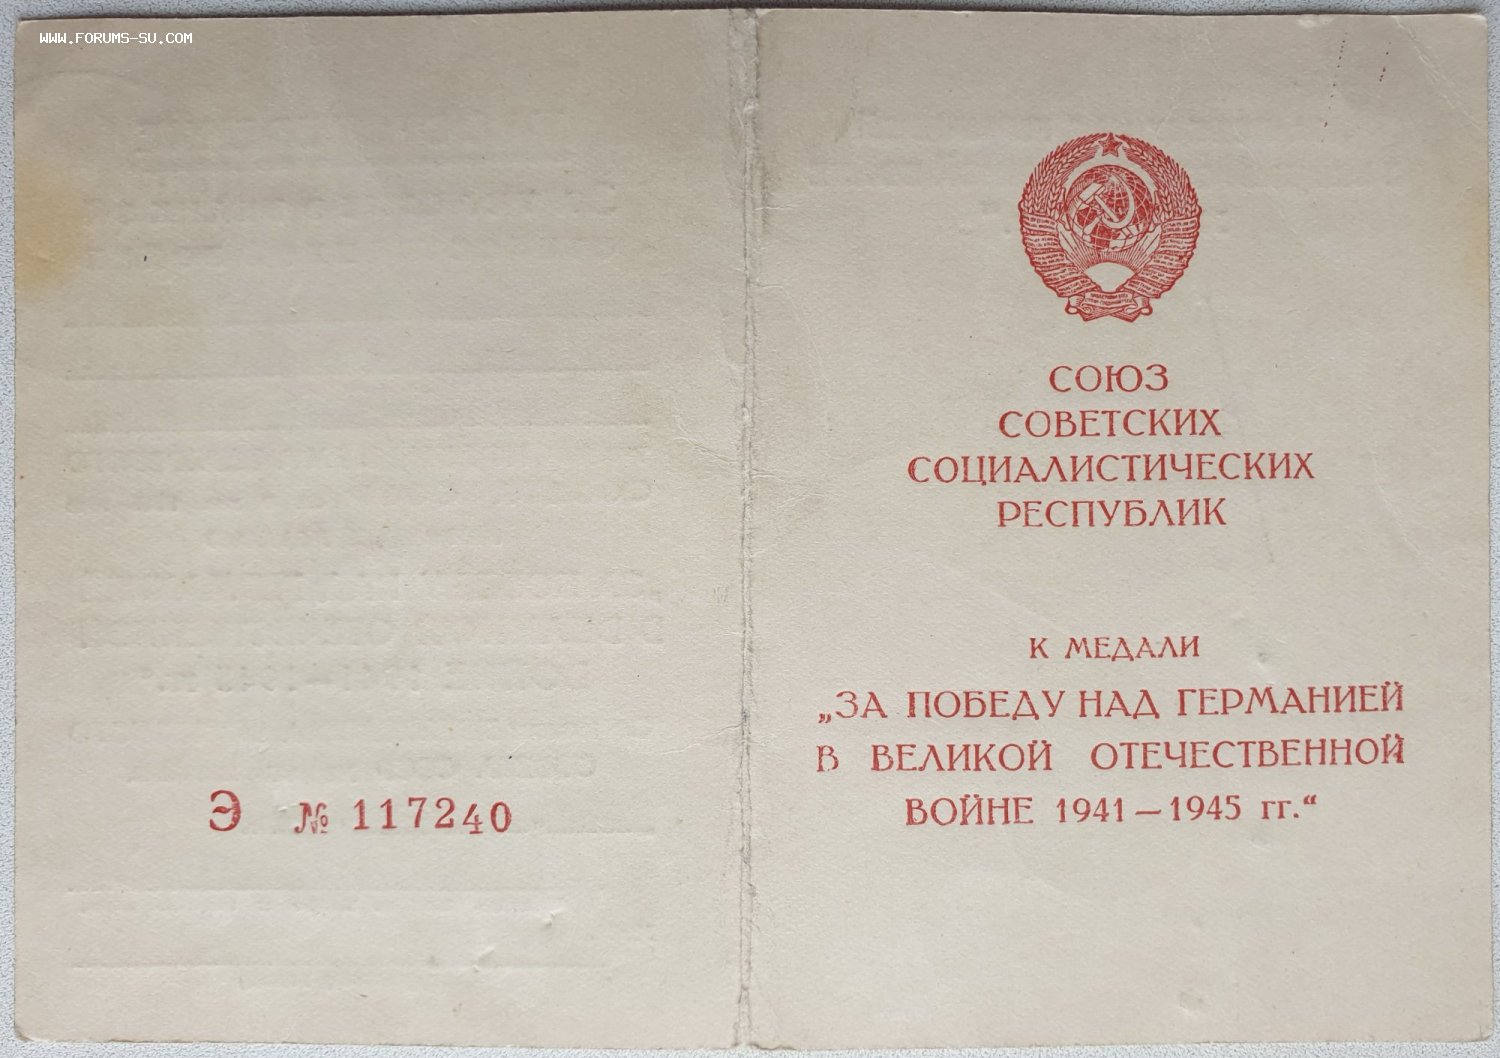 WWW.FORUMS-SU.COM
Э № 117240
СОЮЗ
СОВЕТСКИХ
СОЦИАЛИСТИЧЕСКИХ
РЕСПУБЛИК
К МЕДАЛИ
„ЗА ПОБЕДУ НАД ГЕРМАНИЕЙ
В ВЕЛИКОЙ ОТЕЧЕСТВЕННОЙ
ВОЙНЕ 1941—1945 гг.“